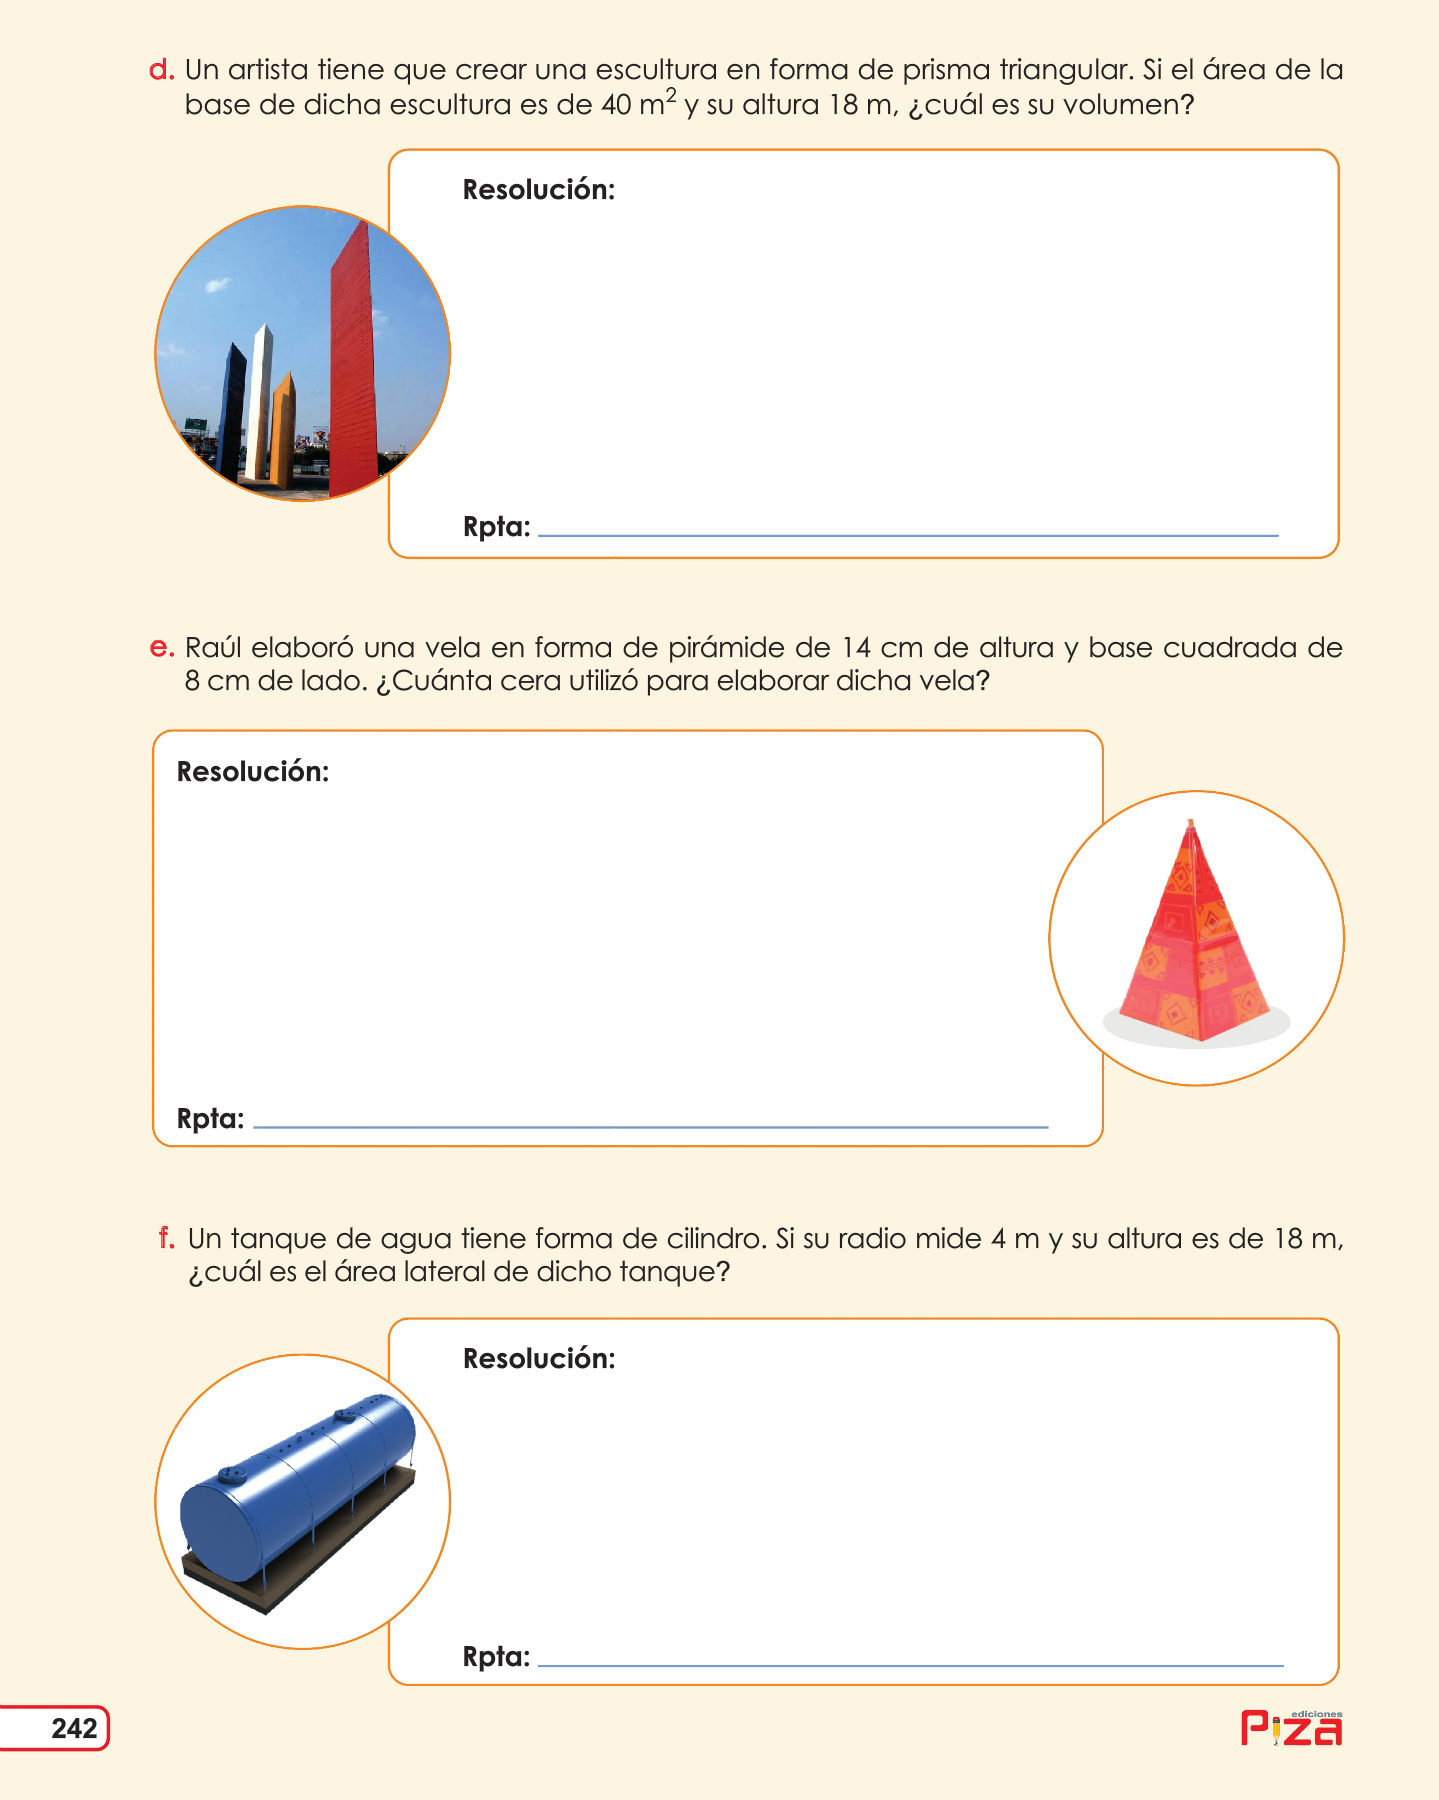 d. Un artista tiene que crear una escultura en forma de prisma triangular. Si el área de la
base de dicha escultura es de 40 m² y su altura 18 m, ¿cuál es su volumen?
Resolución:
Rpta:
e. Raúl elaboró una vela en forma de pirámide de 14 cm de altura y base cuadrada de
8 cm de lado. ¿Cuánta cera utilizó para elaborar dicha vela?
Resolución:
Rpta:
f. Un tanque de agua tiene forma de cilindro. Si su radio mide 4 m y su altura es de 18 m,
¿cuál es el área lateral de dicho tanque?
Resolución:
Rpta:
242
ediciones
Piza